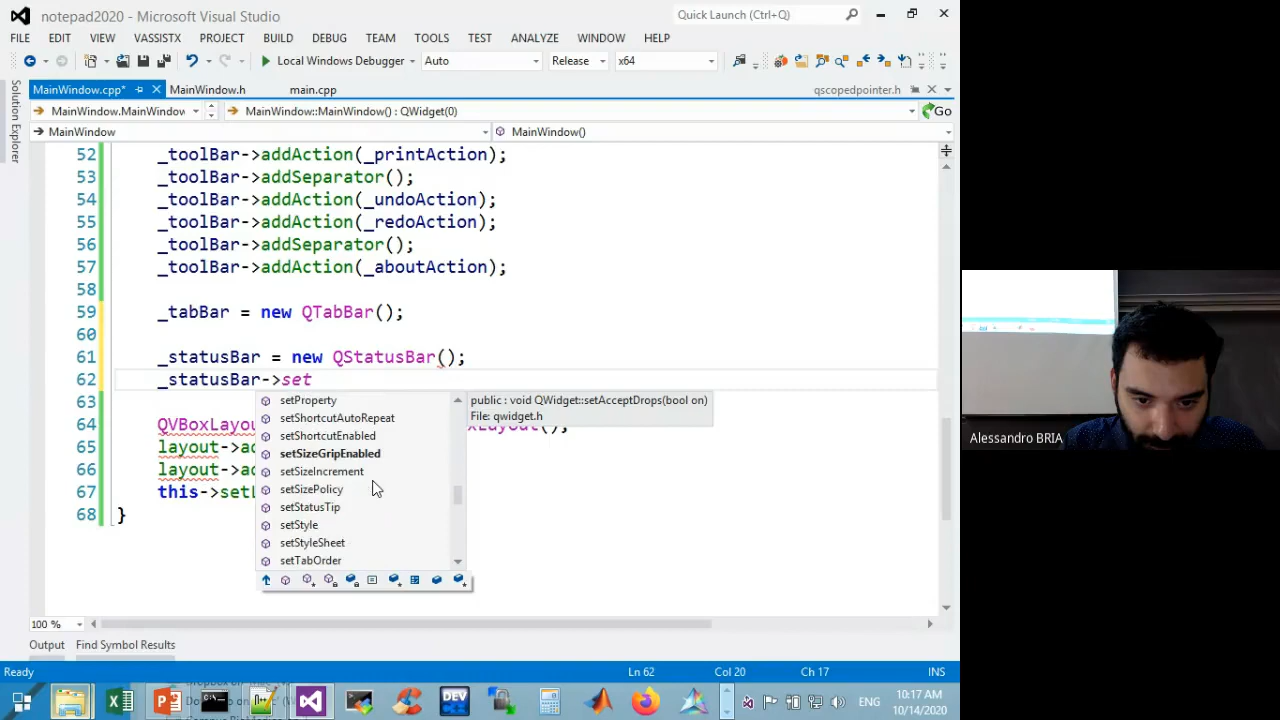 notepad2020 - Microsoft Visual Studio
Quick Launch (Ctrl+Q)
FILE EDIT VIEW VASSISTX PROJECT BUILD DEBUG TEAM TOOLS TEST ANALYZE WINDOW HELP
Local Windows Debugger Auto Release x64
MainWindow.cpp* MainWindow.h main.cpp qscopedpointer.h
MainWindow.MainWindow MainWindow::MainWindow() : QWidget(0) Go
MainWindow MainWindow()
Solution Explorer
52 _toolBar->addAction(_printAction);
53 _toolBar->addSeparator();
54 _toolBar->addAction(_undoAction);
55 _toolBar->addAction(_redoAction);
56 _toolBar->addSeparator();
57 _toolBar->addAction(_aboutAction);
58
59 _tabBar = new QTabBar();
60
61 _statusBar = new QStatusBar();
62 _statusBar->set
63
64 QVBoxLayou xLayout();
65 layout->a
66 layout->a
67 this->setL
68 }
setProperty
setShortcutAutoRepeat
setShortcutEnabled
setSizeGripEnabled
setSizeIncrement
setSizePolicy
setStatusTip
setStyle
setStyleSheet
setTabOrder
public : void QWidget::setAcceptDrops(bool on)
File: qwidget.h
100 %
Output Find Symbol Results
Ready Ln 62 Col 20 Ch 17 INS
DEV
ENG
10:17 AM
10/14/2020
Alessandro BRIA